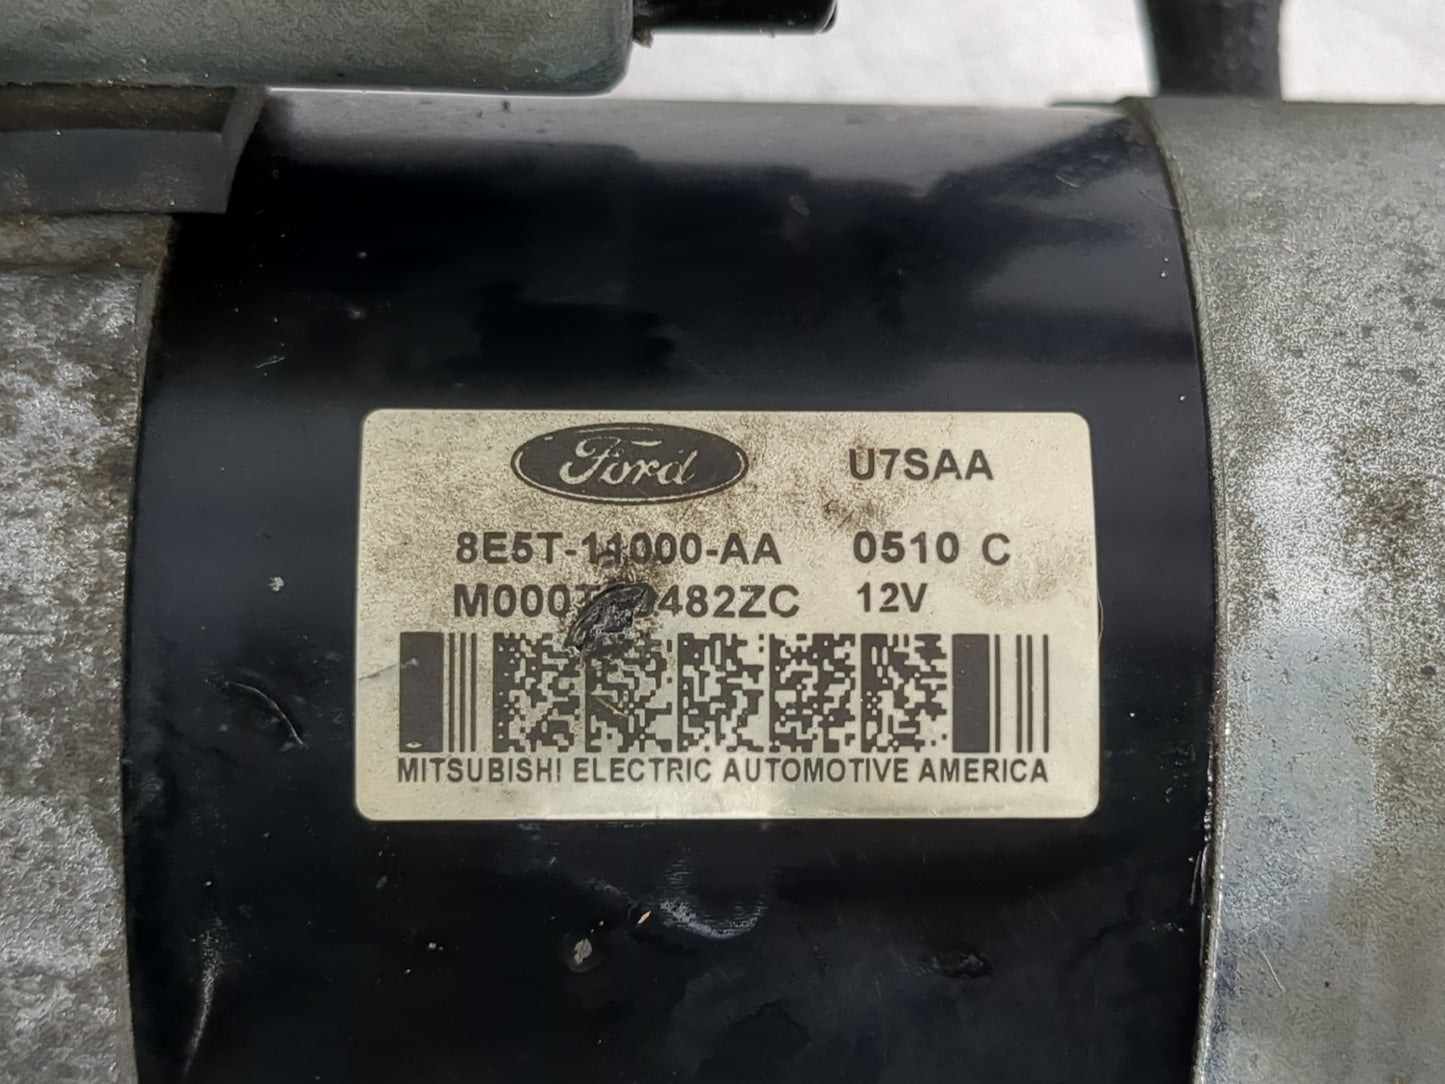 Ford U7SAA
8E5T-11000-AA 0510 C
12V
MITSUBISHI ELECTRIC AUTOMOTIVE AMERICA